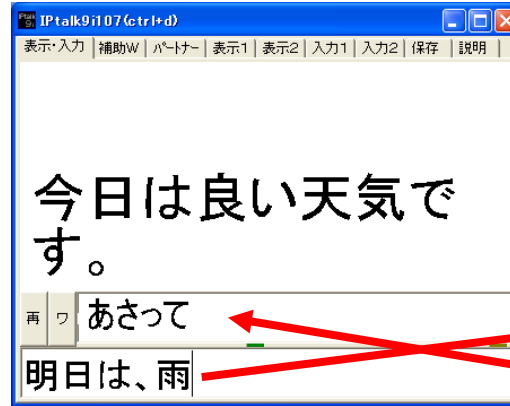 IPtalk9i107(ctrl+d)
表示・入力 補助W パートナー 表示1 表示2 入力1 入力2 保存 説明
今日は良い天気で
す。
再 ワ あさって
明日は、雨